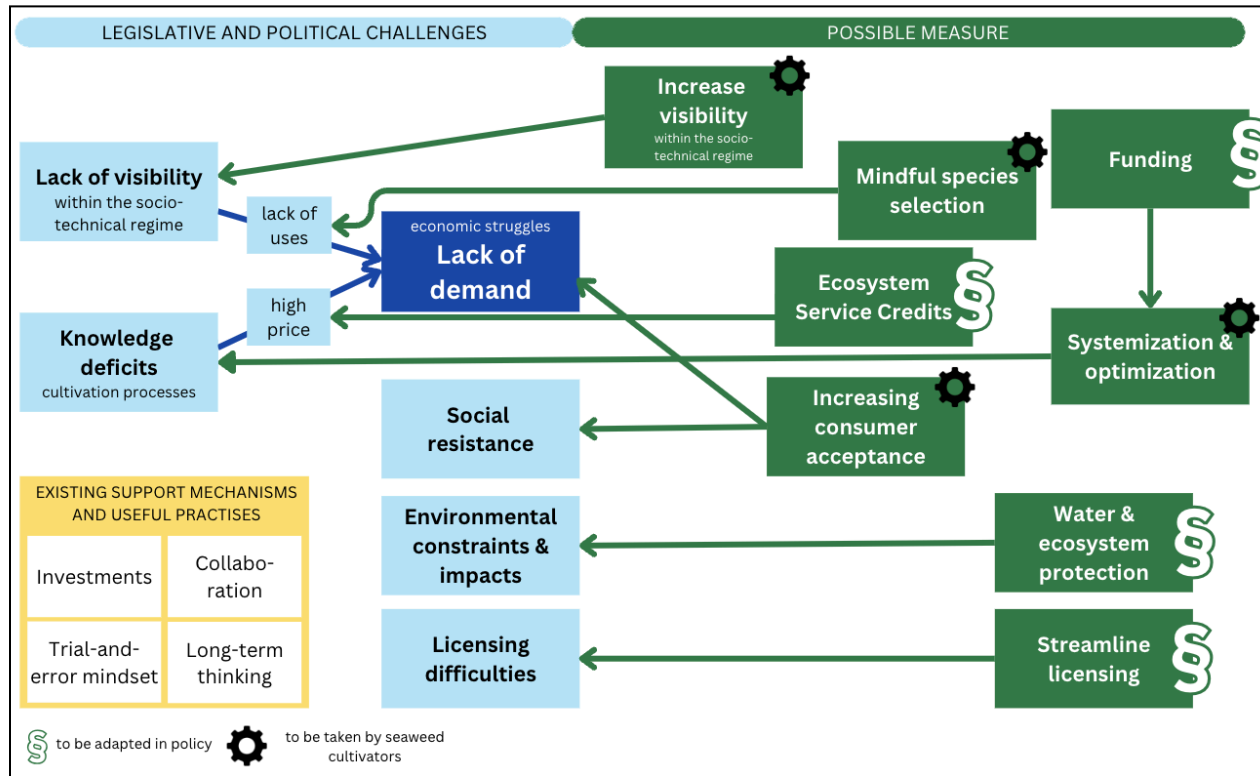 LEGISLATIVE AND POLITICAL CHALLENGES
POSSIBLE MEASURE
Increase
visibility
within the socio-
technical regime
Lack of visibility
within the socio-
technical regime
lack of
uses
economic struggles
Lack of
demand
Mindful species
selection
Funding
§
high
price
Ecosystem
Service Credits
§
Knowledge
deficits
cultivation processes
Systemization &
optimization
Social
resistance
Increasing
consumer
acceptance
EXISTING SUPPORT MECHANISMS
AND USEFUL PRACTISES
Investments
Collabo-
ration
Trial-and-
error mindset
Long-term
thinking
Environmental
constraints &
impacts
Water &
ecosystem
protection
§
Licensing
difficulties
Streamline
licensing
§
§ to be adapted in policy
to be taken by seaweed
cultivators